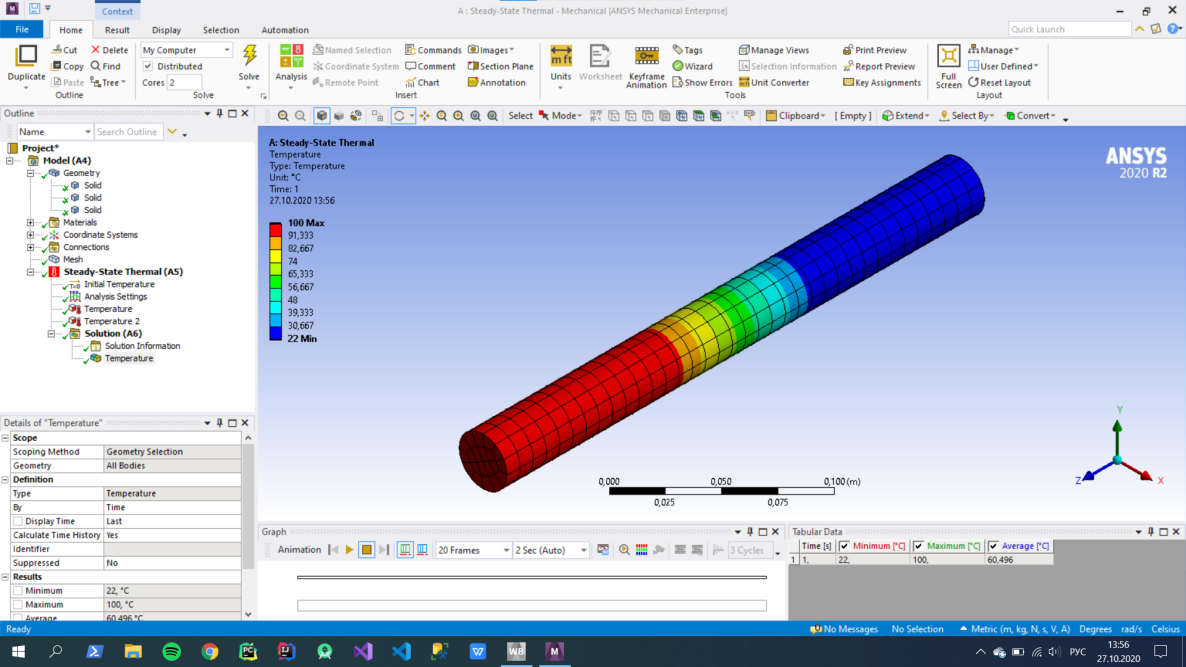 Context
A : Steady-State Thermal - Mechanical [ANSYS Mechanical Enterprise]
File Home Result Display Selection Automation
Quick Launch
Duplicate
Cut Delete
Copy Find
Paste Tree
Outline
My Computer
Distributed
Cores 2
Solve
Solve
Analysis
Named Selection
Coordinate System
Remote Point
Commands
Comment
Chart
Images
Section Plane
Annotation
Insert
Units
Worksheet
Keyframe
Animation
Tags
Wizard
Show Errors
Manage Views
Selection Information
Unit Converter
Print Preview
Report Preview
Key Assignments
Tools
Full
Screen
Manage
User Defined
Reset Layout
Layout
Outline
Name Search Outline
Select Mode Clipboard [ Empty ] Extend Select By Convert
Project*
Model (A4)
Geometry
Solid
Solid
Solid
Materials
Coordinate Systems
Connections
Mesh
Steady-State Thermal (A5)
Initial Temperature
Analysis Settings
Temperature
Temperature 2
Solution (A6)
Solution Information
Temperature
A: Steady-State Thermal
Temperature
Type: Temperature
Unit: °C
Time: 1
27.10.2020 13:56
100 Max
91,333
82,667
74
65,333
56,667
48
39,333
30,667
22 Min
ANSYS
2020 R2
0,000 0,050 0,100 (m)
0,025 0,075
Y
Z X
Details of "Temperature"
Scope
Scoping Method Geometry Selection
Geometry All Bodies
Definition
Type Temperature
By Time
Display Time Last
Calculate Time History Yes
Identifier
Suppressed No
Results
Minimum 22, °C
Maximum 100, °C
Average 60,496 °C
Graph
Animation 20 Frames 2 Sec (Auto) 3 Cycles
Tabular Data
Time [s] Minimum [°C] Maximum [°C] Average [°C]
1 1, 22, 100, 60,496
Ready No Messages No Selection Metric (m, kg, N, s, V, A) Degrees rad/s Celsius
РУС
13:56
27.10.2020